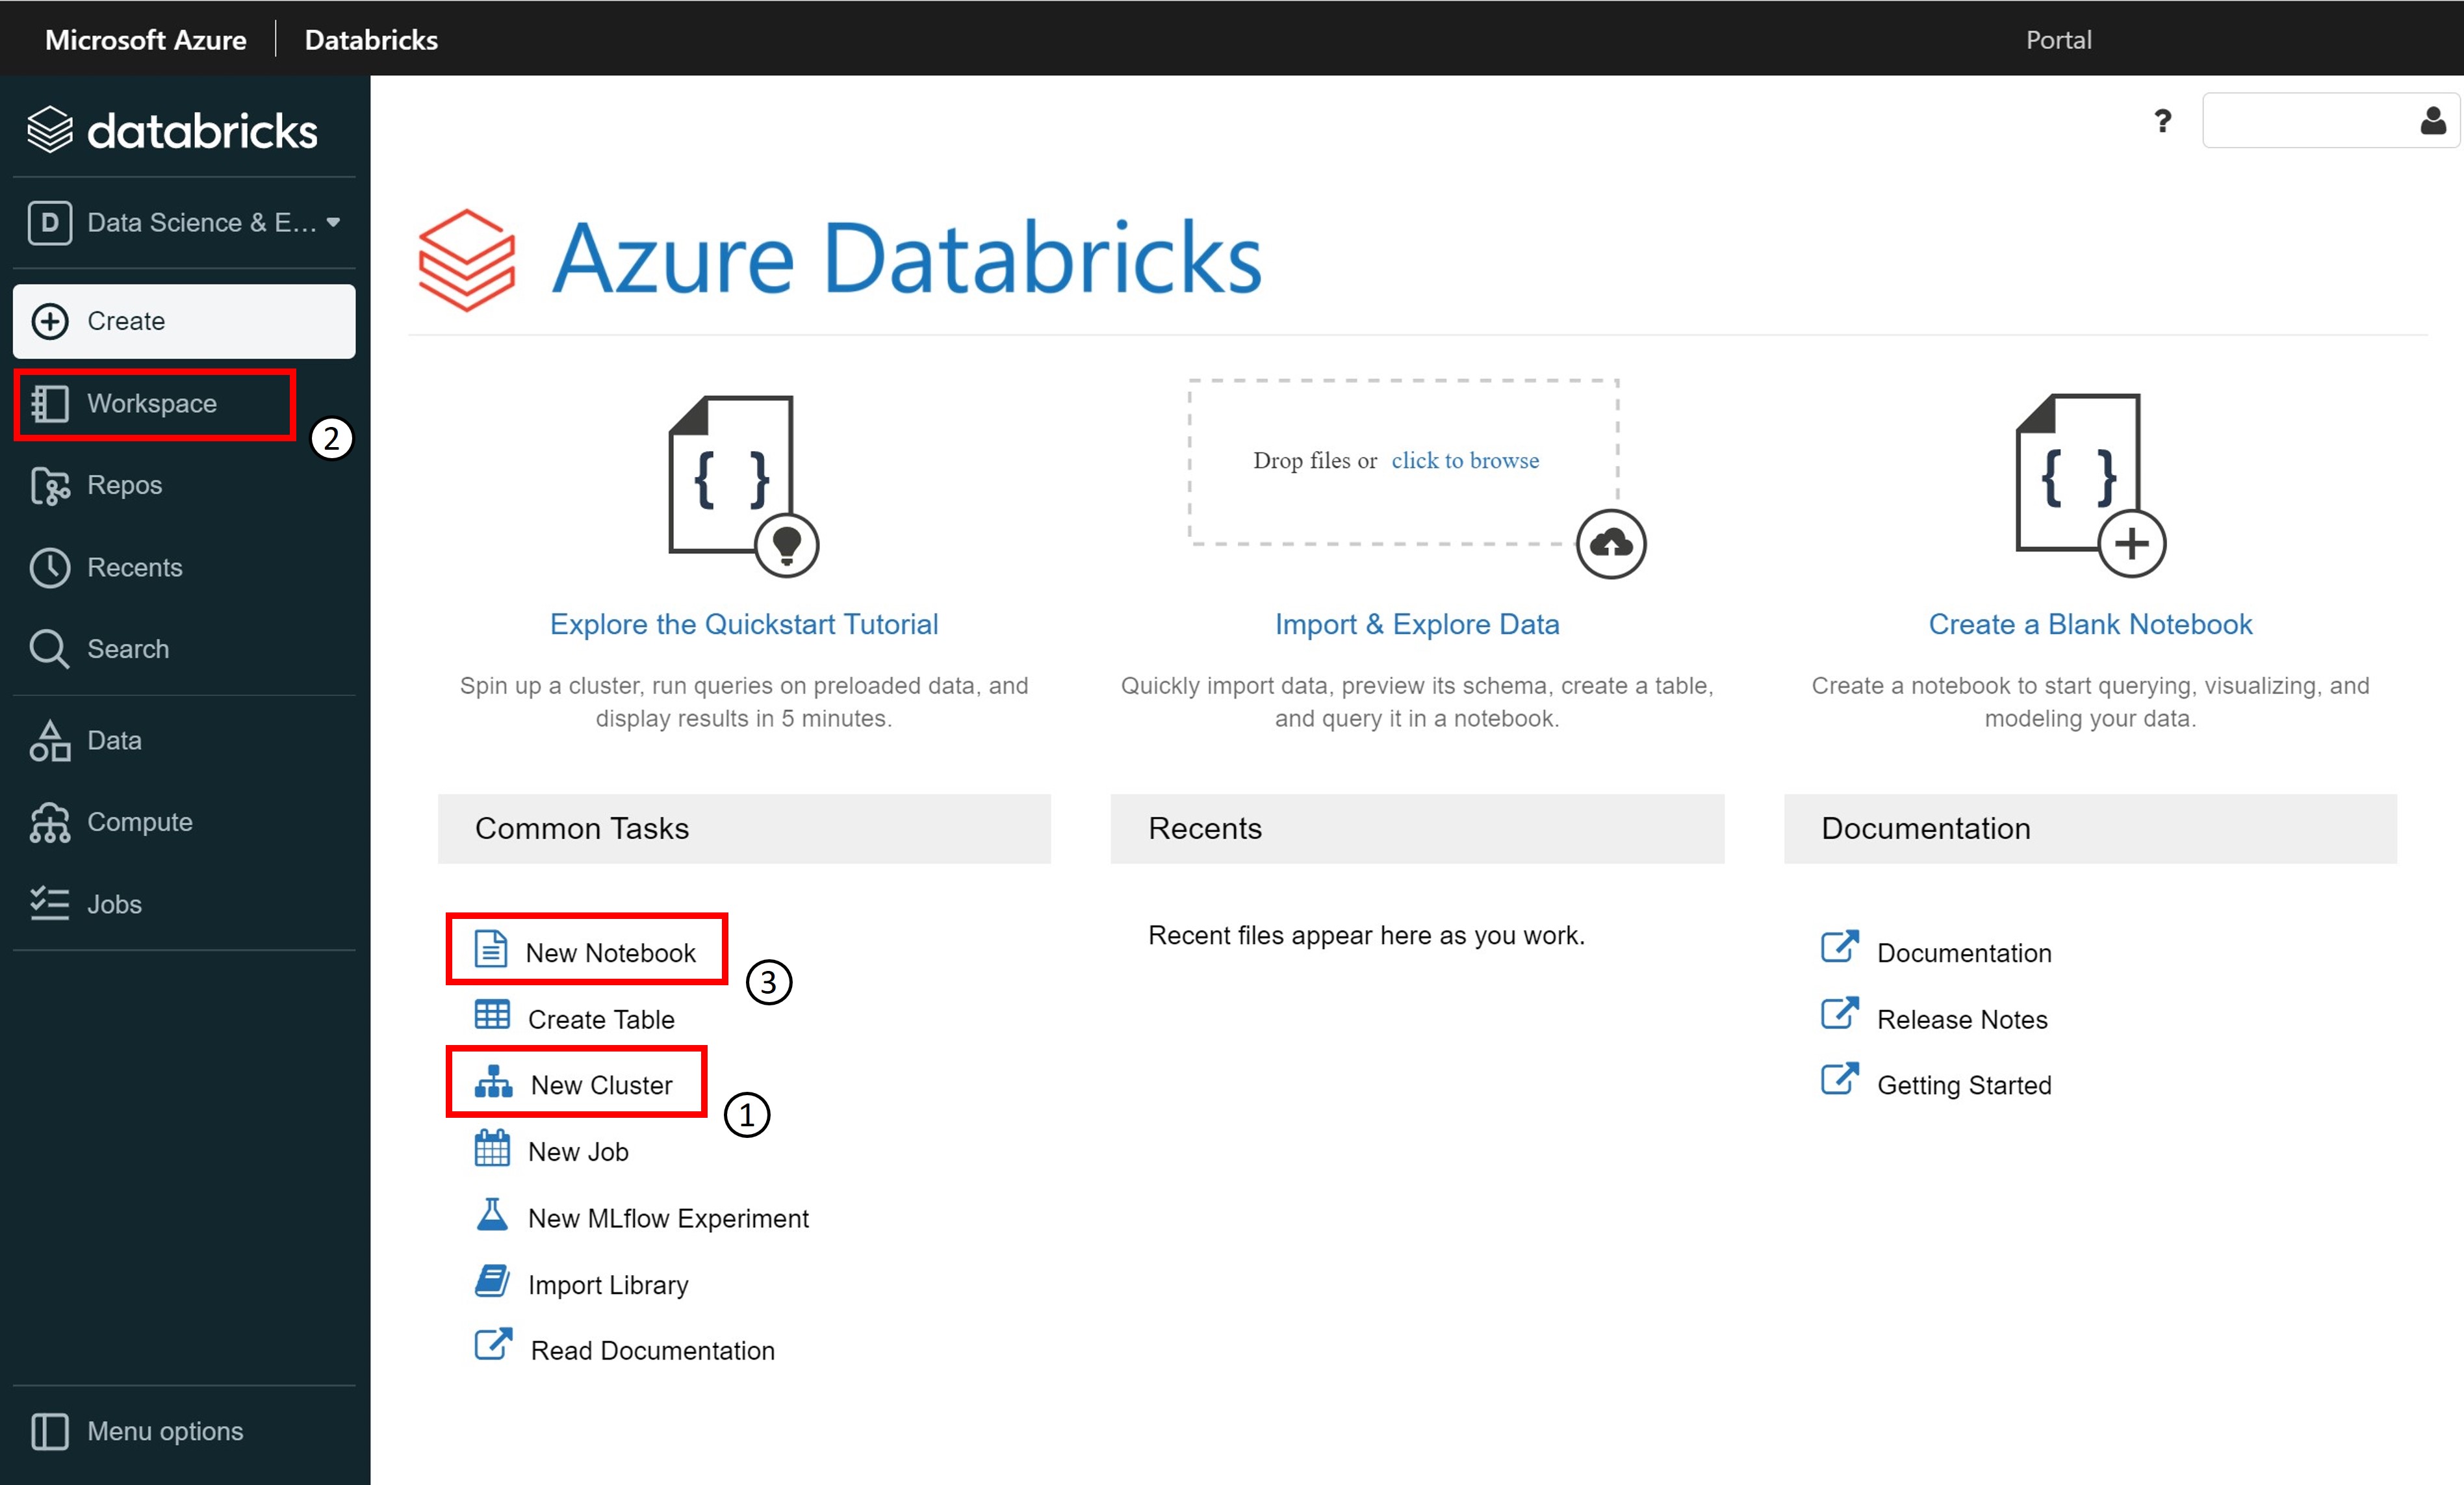 Microsoft Azure | Databricks
Portal
databricks
D Data Science & E...
Create
Workspace
②
Repos
Recents
Search
Data
Compute
Jobs
Menu options
?
Azure Databricks
{ }
Explore the Quickstart Tutorial
Spin up a cluster, run queries on preloaded data, and
display results in 5 minutes.
Drop files or click to browse
Import & Explore Data
Quickly import data, preview its schema, create a table,
and query it in a notebook.
{ }
Create a Blank Notebook
Create a notebook to start querying, visualizing, and
modeling your data.
Common Tasks
New Notebook
③
Create Table
New Cluster
①
New Job
New MLflow Experiment
Import Library
Read Documentation
Recents
Recent files appear here as you work.
Documentation
Documentation
Release Notes
Getting Started